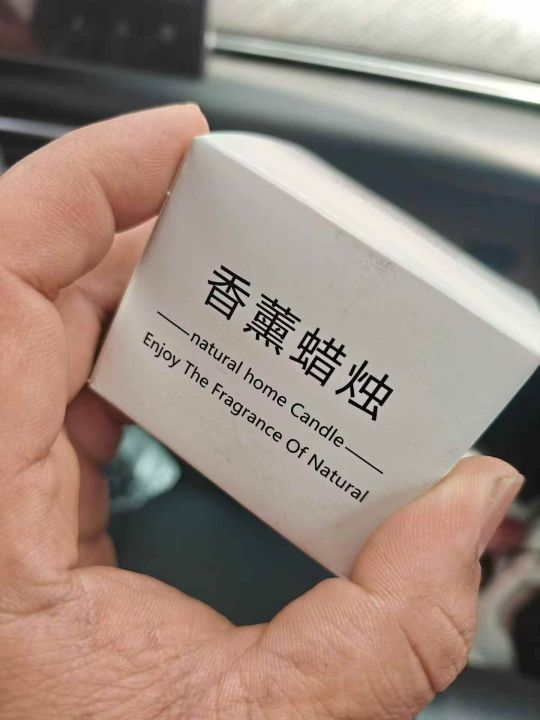 香薰蜡烛
——natural home Candle——
Enjoy The Fragrance Of Natural